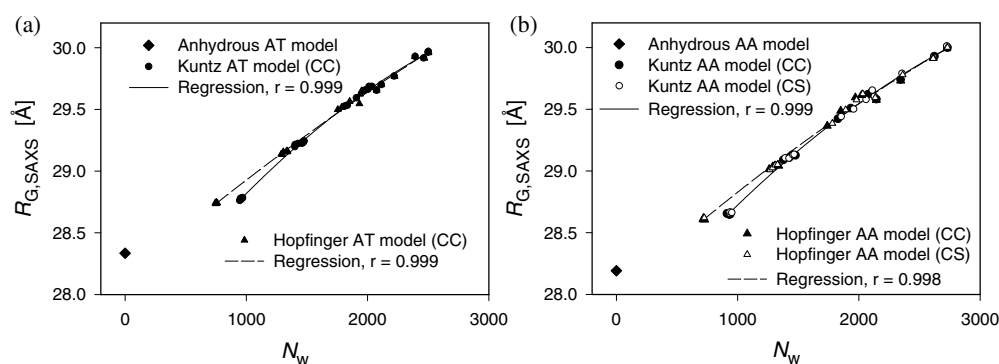 (a)
30.0
29.5
29.0
28.5
28.0
R_G,SAXS [Å]
Anhydrous AT model
Kuntz AT model (CC)
Regression, r = 0.999
Hopfinger AT model (CC)
Regression, r = 0.999
0 1000 2000 3000
N_w
(b)
30.0
29.5
29.0
28.5
28.0
R_G,SAXS [Å]
Anhydrous AA model
Kuntz AA model (CC)
Kuntz AA model (CS)
Regression, r = 0.999
Hopfinger AA model (CC)
Hopfinger AA model (CS)
Regression, r = 0.998
0 1000 2000 3000
N_w